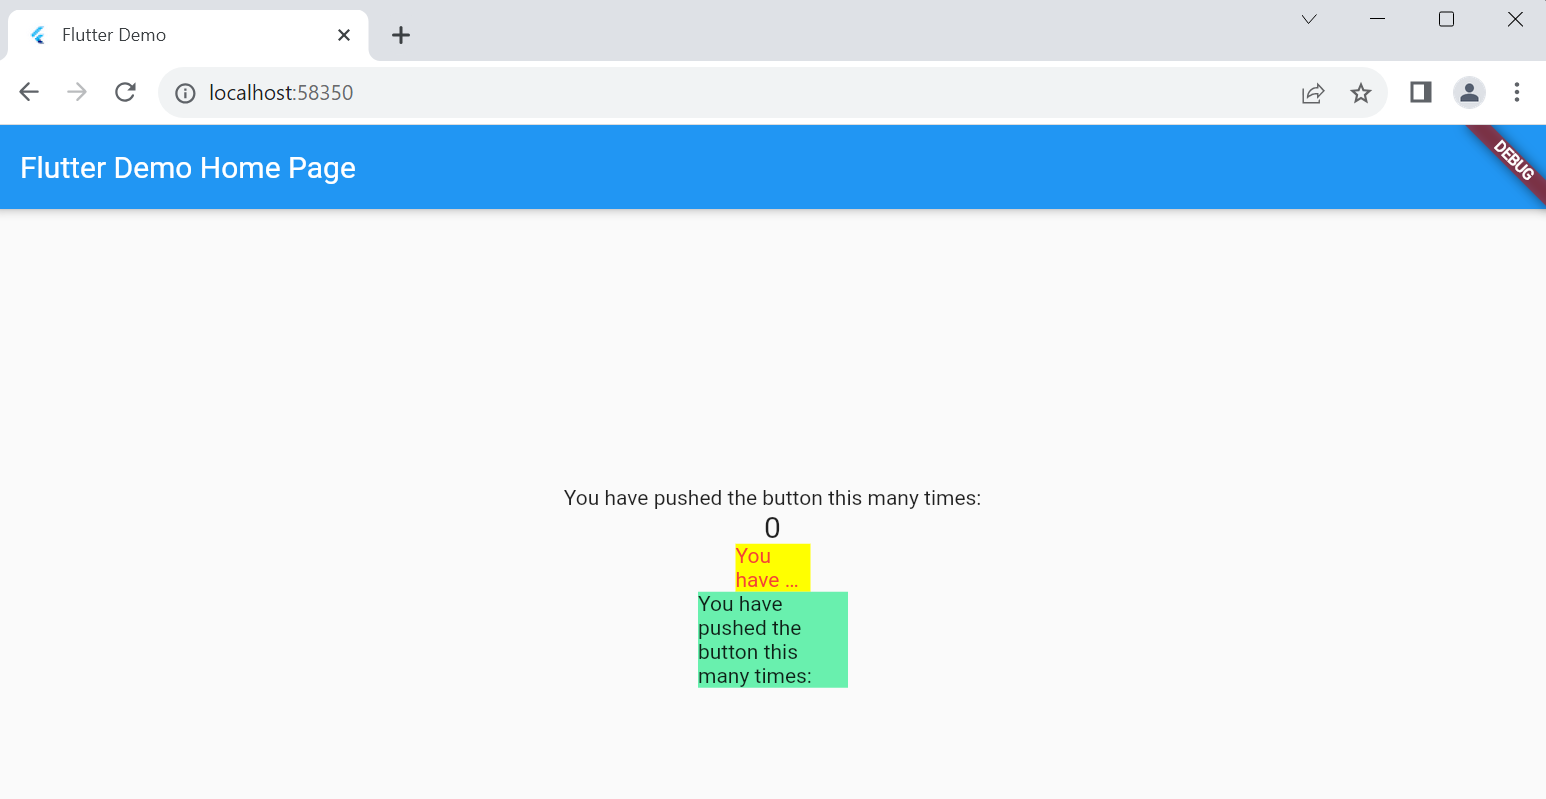 Flutter Demo
localhost:58350
Flutter Demo Home Page
DEBUG
You have pushed the button this many times:
0
You
have ...
You have
pushed the
button this
many times: